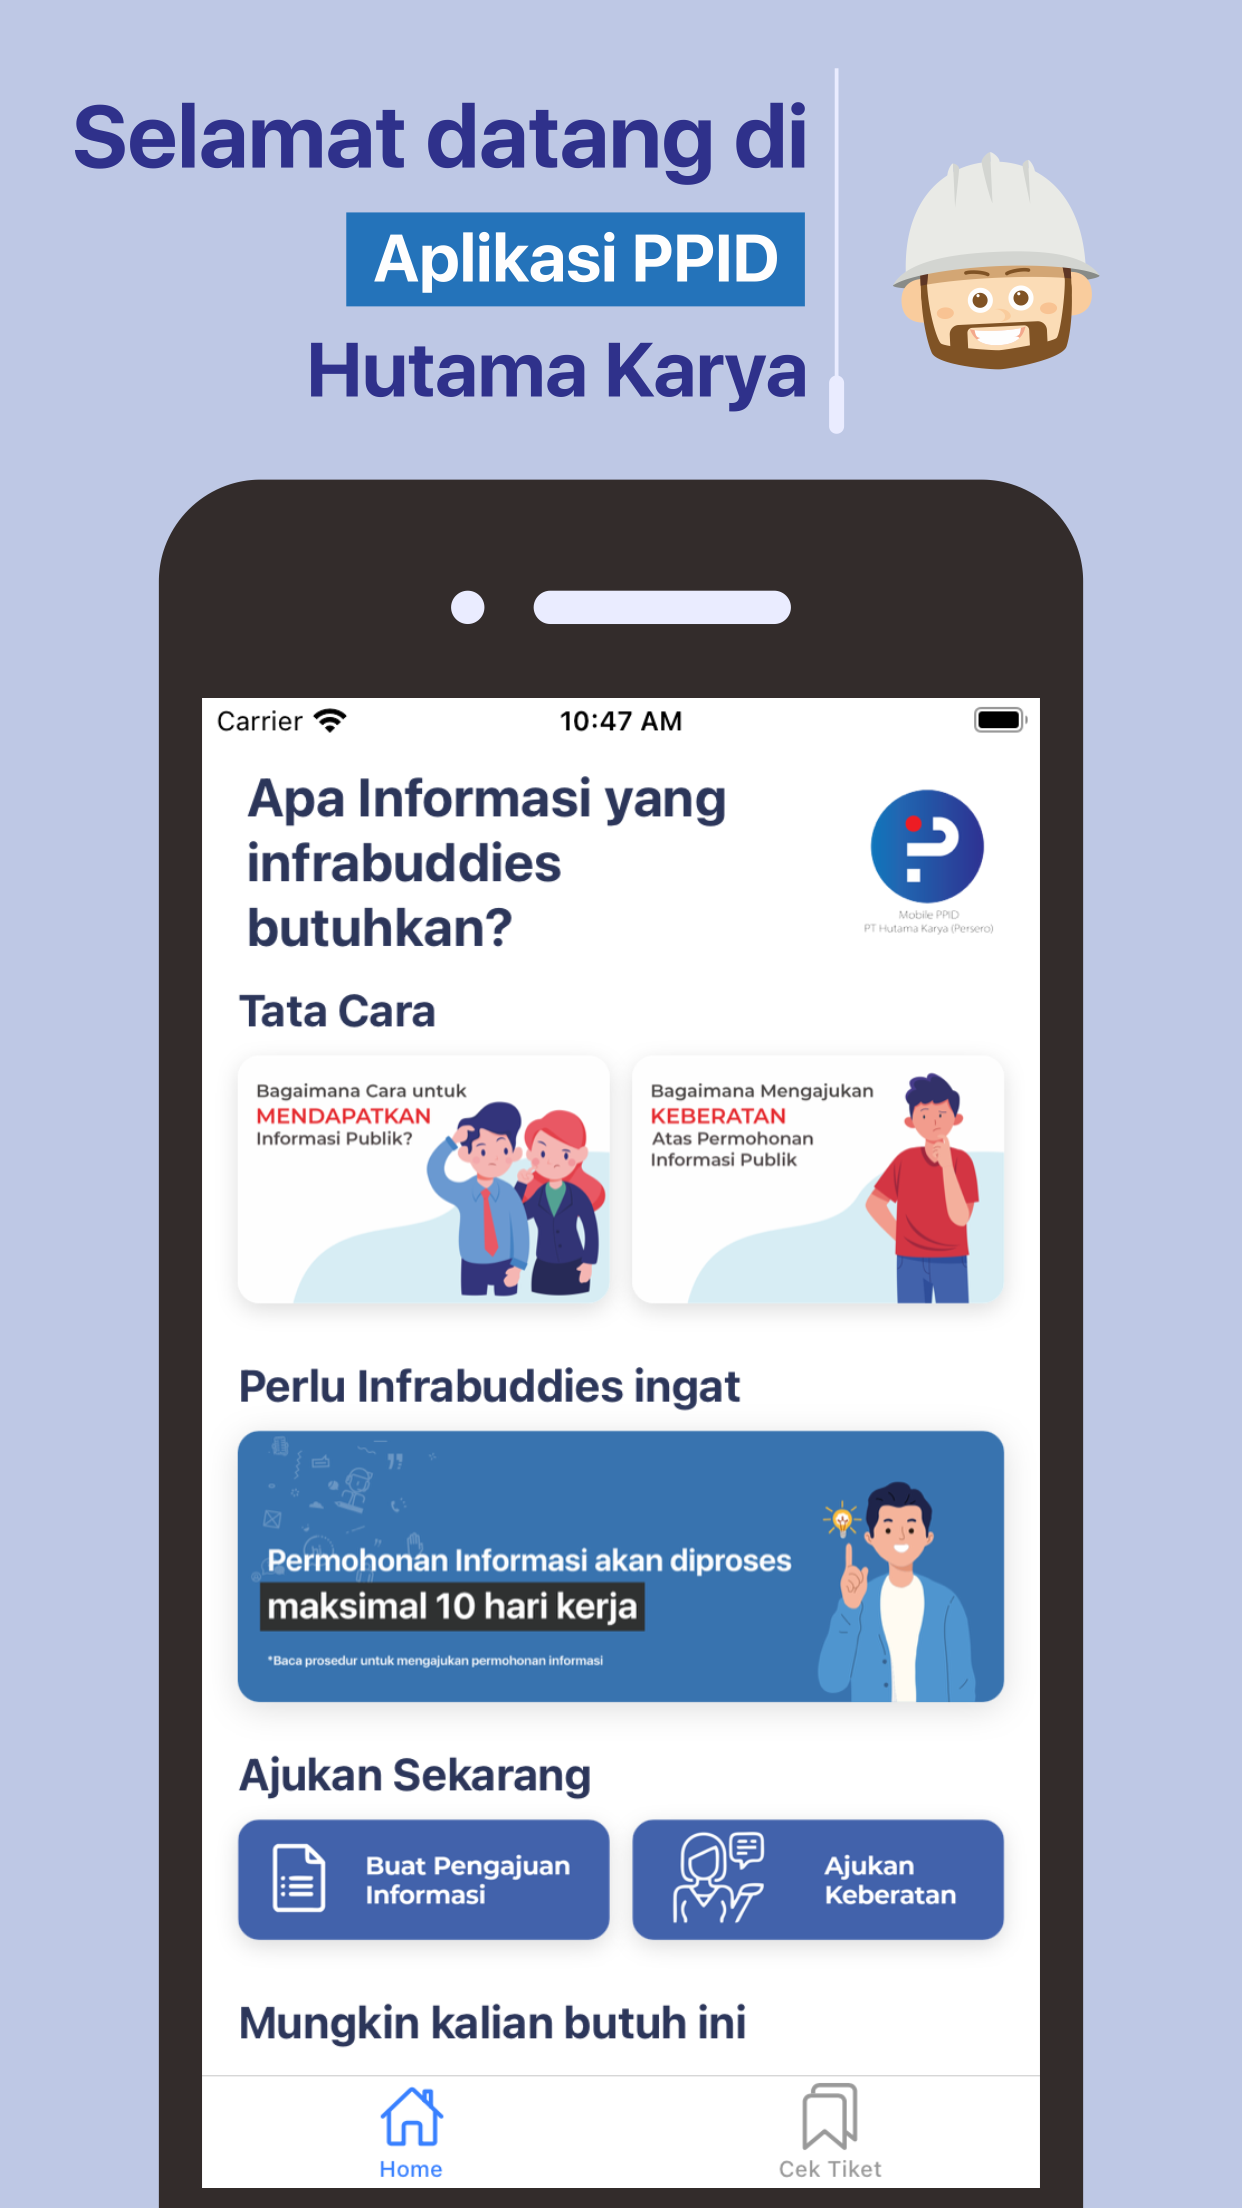 Selamat datang di
Aplikasi PPID
Hutama Karya
Carrier
10:47 AM
Apa Informasi yang
infrabuddies
butuhkan?
Mobile PPID
PT Hutama Karya (Persero)
Tata Cara
Bagaimana Cara untuk
MENDAPATKAN
Informasi Publik?
Bagaimana Mengajukan
KEBERATAN
Atas Permohonan
Informasi Publik
Perlu Infrabuddies ingat
Permohonan Informasi akan diproses
maksimal 10 hari kerja
*Baca prosedur untuk mengajukan permohonan informasi
Ajukan Sekarang
Buat Pengajuan
Informasi
Ajukan
Keberatan
Mungkin kalian butuh ini
Home
Cek Tiket